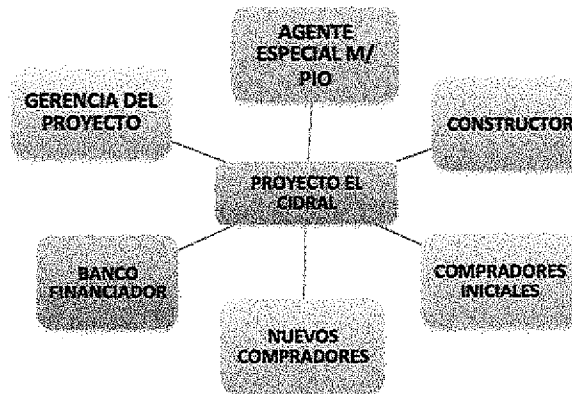 AGENTE
ESPECIAL M/
PIO
GERENCIA DEL
PROYECTO
CONSTRUCTOR
PROYECTO EL
CIDRAL
BANCO
FINANCIADOR
COMPRADORES
INICIALES
NUEVOS
COMPRADORES